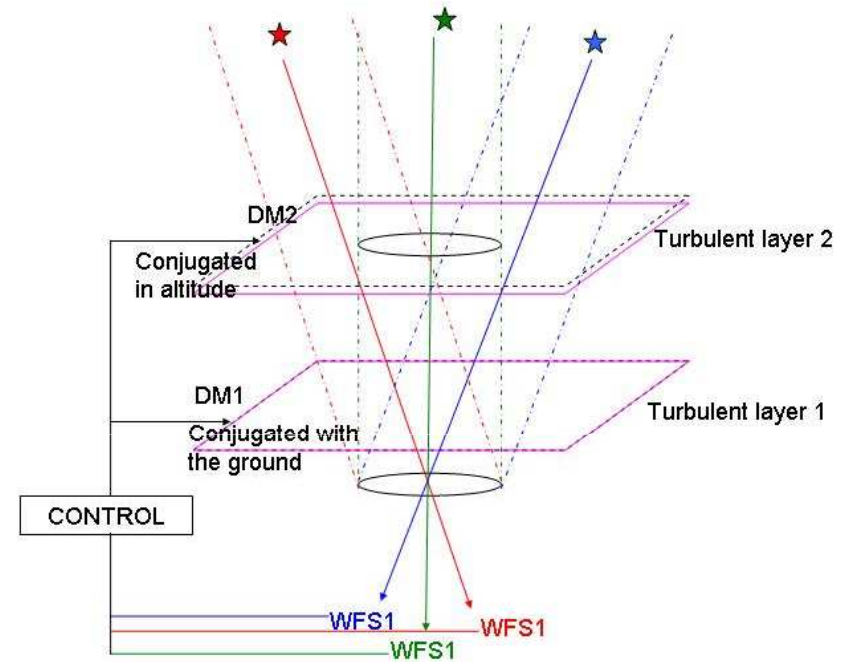 DM2
Turbulent layer 2
Conjugated
in altitude
DM1
Turbulent layer 1
Conjugated with
the ground
CONTROL
WFS1
WFS1
WFS1